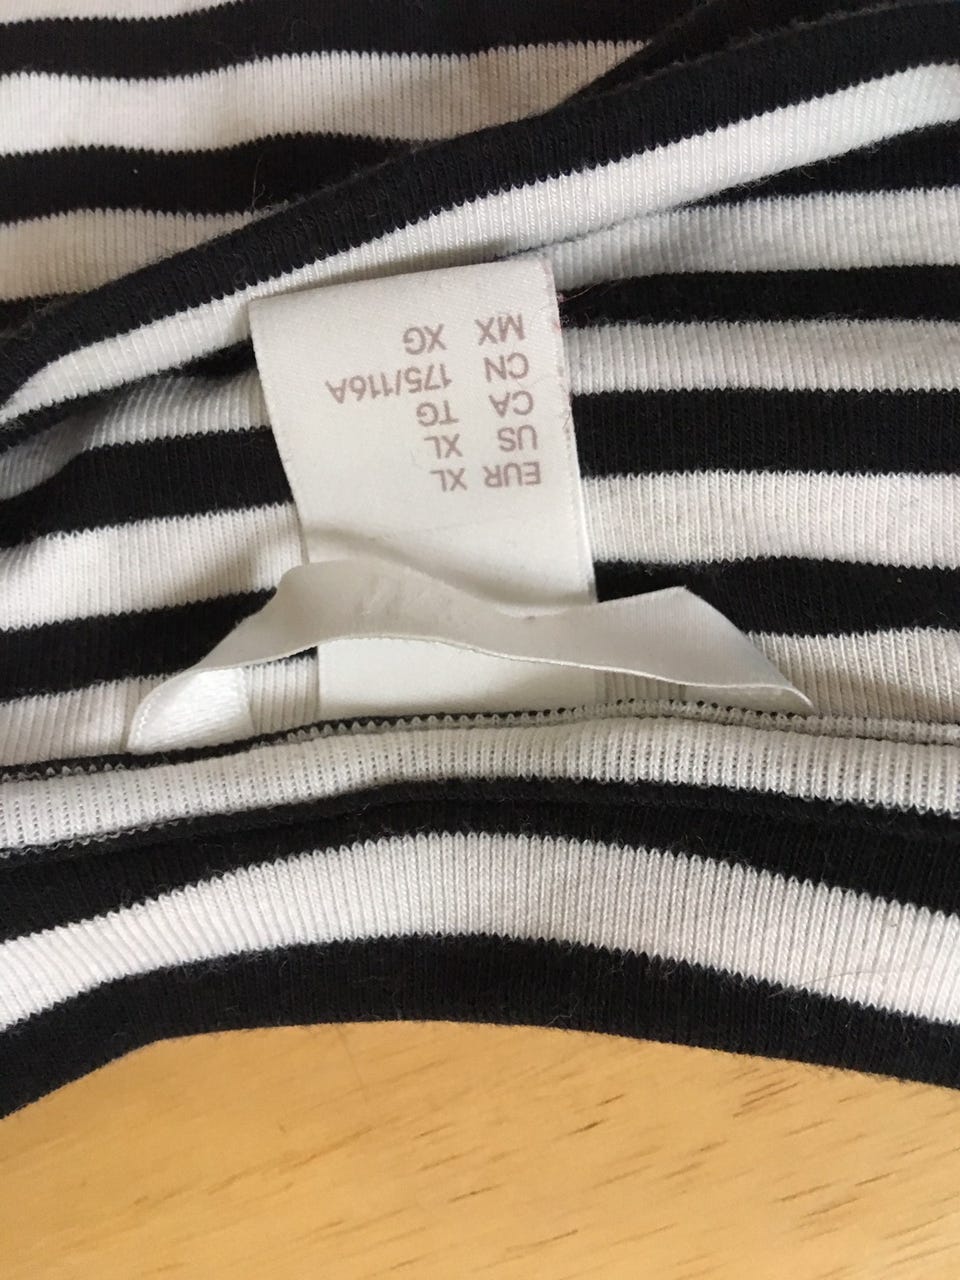 EUR XL
US XL
CA TG
CN 175/116A
MX XG